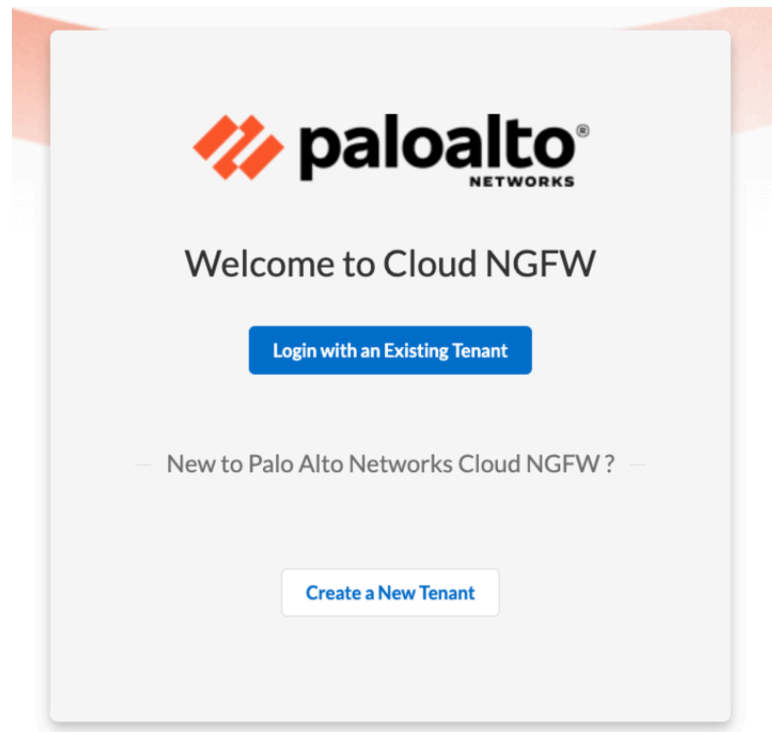 paloalto®
NETWORKS
Welcome to Cloud NGFW
Login with an Existing Tenant
New to Palo Alto Networks Cloud NGFW ?
Create a New Tenant